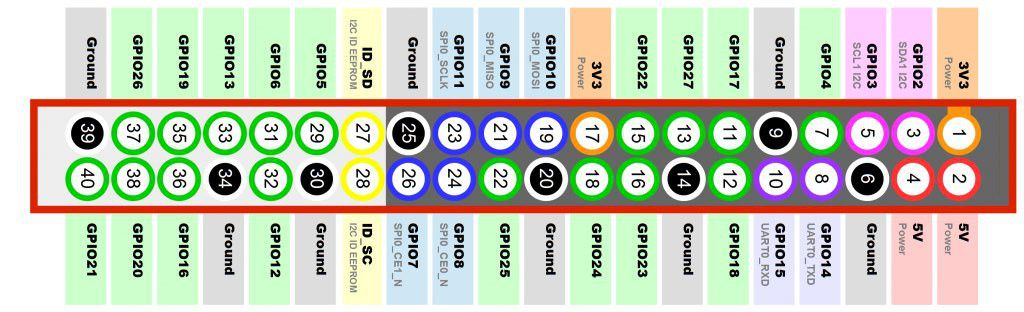 Ground
GPIO26
GPIO19
GPIO13
GPIO6
GPIO5
ID_SD
I2C ID EEPROM
Ground
GPIO11
SPI0_SCLK
GPIO9
SPI0_MISO
GPIO10
SPI0_MOSI
3V3
Power
GPIO22
GPIO27
GPIO17
Ground
GPIO4
GPIO3
SCL1 I2C
GPIO2
SDA1 I2C
3V3
Power
39 37 35 33 31 29 27 25 23 21 19 17 15 13 11 9 7 5 3 1
40 38 36 34 32 30 28 26 24 22 20 18 16 14 12 10 8 6 4 2
GPIO21
GPIO20
GPIO16
Ground
GPIO12
Ground
ID_SC
I2C ID EEPROM
GPIO7
SPI0_CE1_N
GPIO8
SPI0_CE0_N
GPIO25
Ground
GPIO24
GPIO23
Ground
GPIO18
GPIO15
UART0_RXD
GPIO14
UART0_TXD
Ground
5V
Power
5V
Power